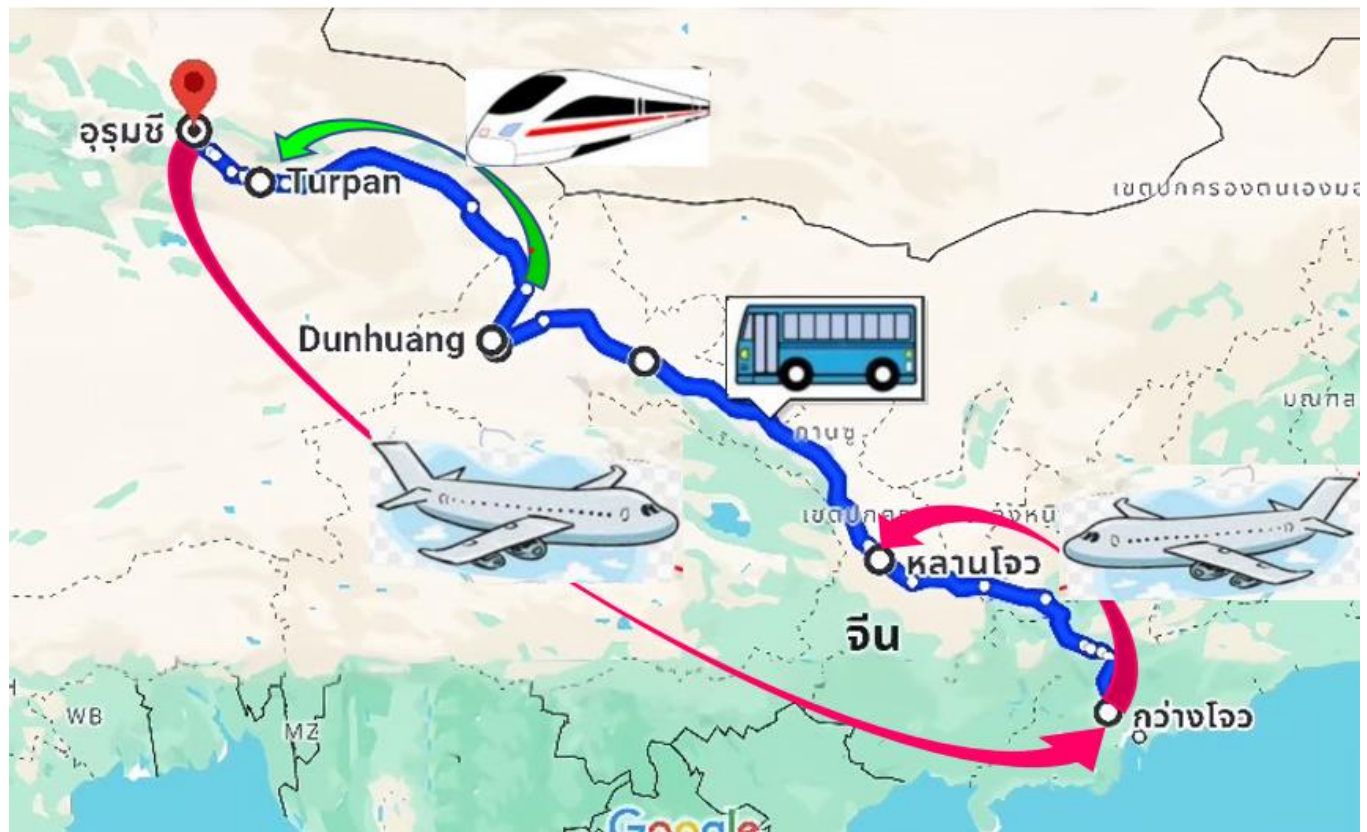 อุรุมชี
Turpan
เขตปกครองตนเองมอ
Dunhuang
มณฑล
กานซู
หลานโจว
จีน
WB
MZ
กว่างโจว
Google